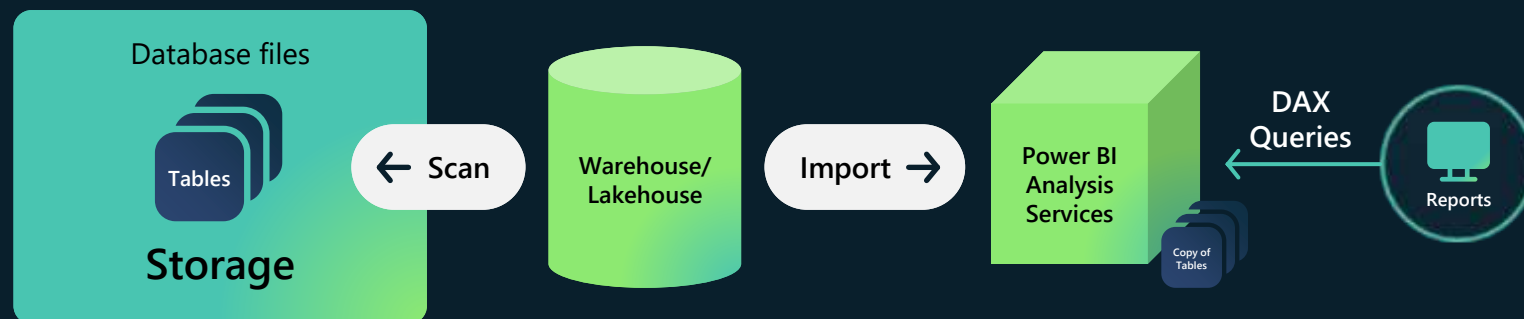 Database files
Tables
Storage
Scan
Warehouse/
Lakehouse
Import
Power BI
Analysis
Services
Copy of
Tables
DAX
Queries
Reports